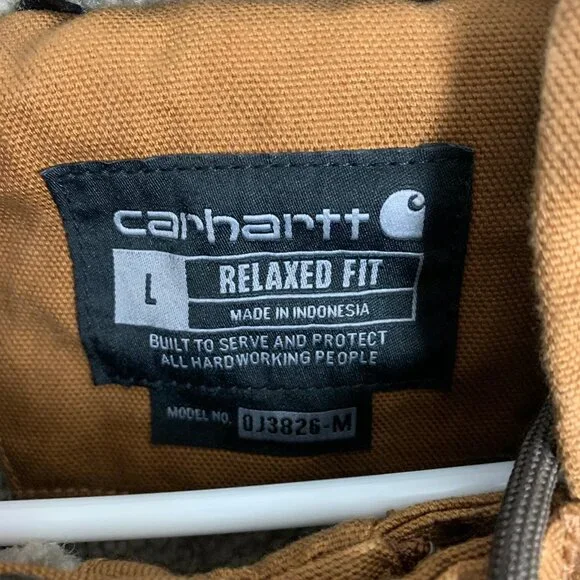 carhartt
L
RELAXED FIT
MADE IN INDONESIA
BUILT TO SERVE AND PROTECT
ALL HARDWORKING PEOPLE
MODEL NO. OJ3826-M